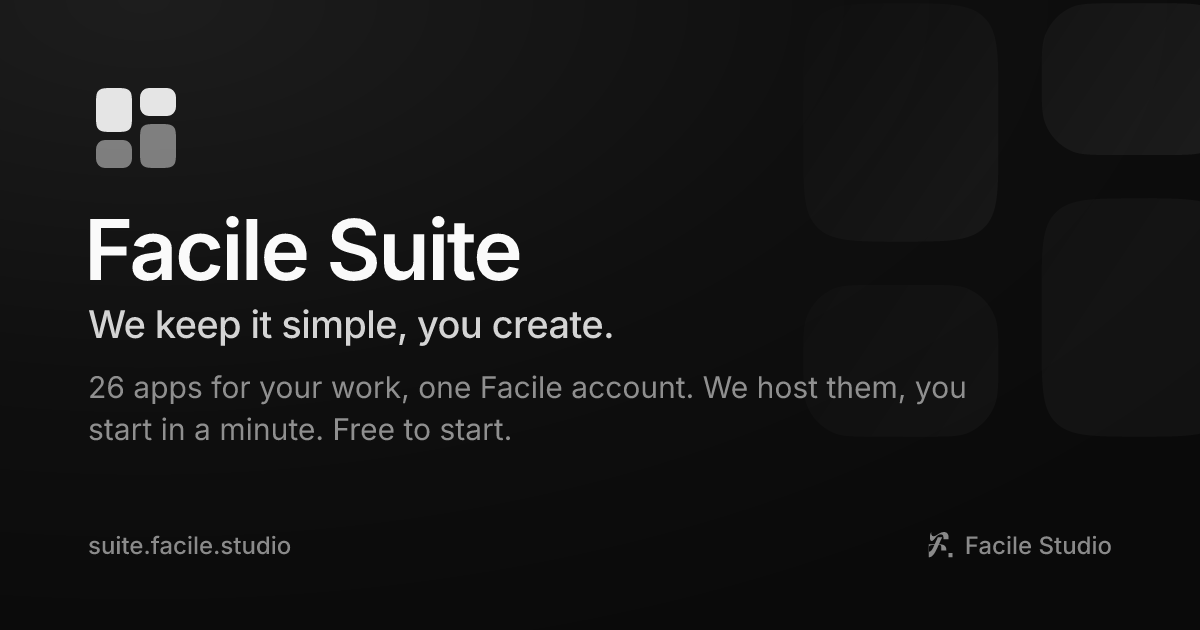 Facile Suite
We keep it simple, you create.
26 apps for your work, one Facile account. We host them, you
start in a minute. Free to start.
suite.facile.studio
Facile Studio